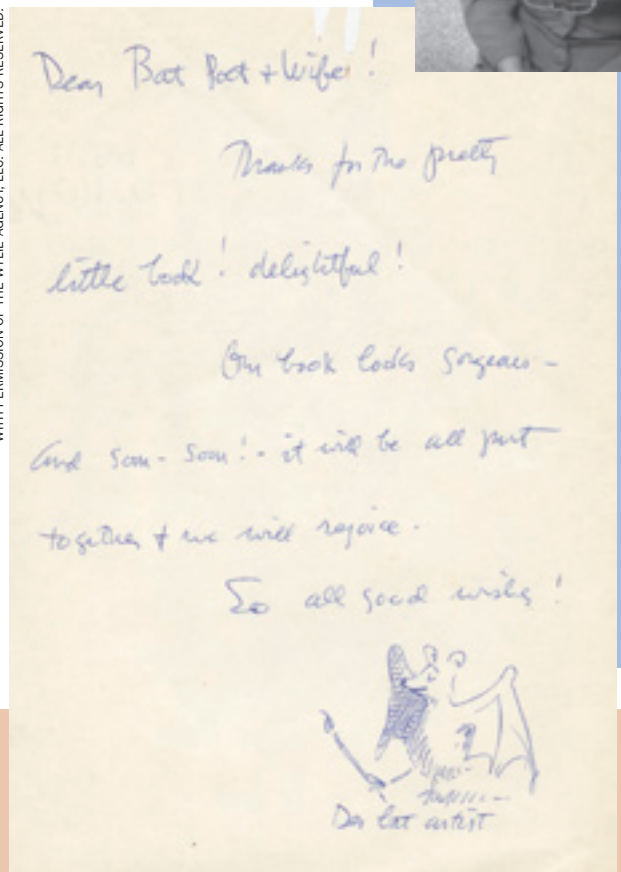 Dear Bat Poet + Wife!
Thanks for the pretty
little book! delightful!
Our book looks gorgeous -
and soon - soon! - it will be all put
together & we will rejoice.
So all good wishes!
Der bat artist
WITH PERMISSION OF THE WYLIE AGENCY, LLC. ALL RIGHTS RESERVED.